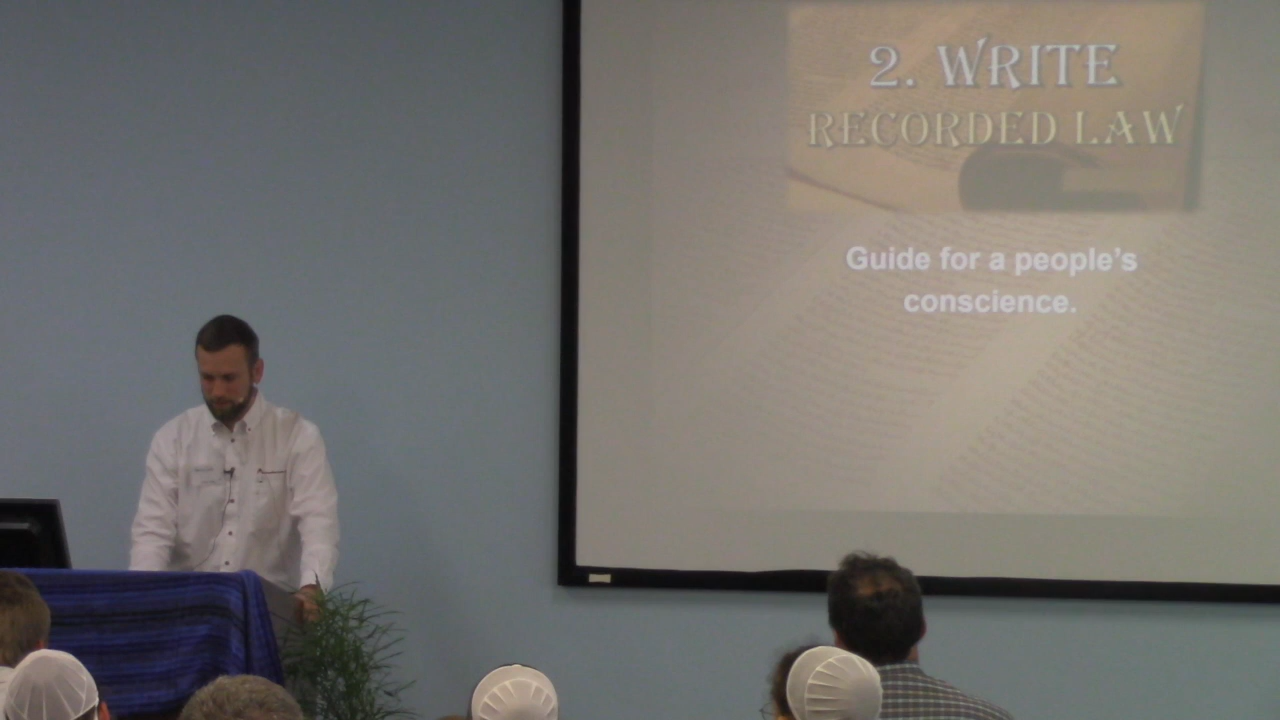 2. WRITE
RECORDED LAW
Guide for a people's
conscience.